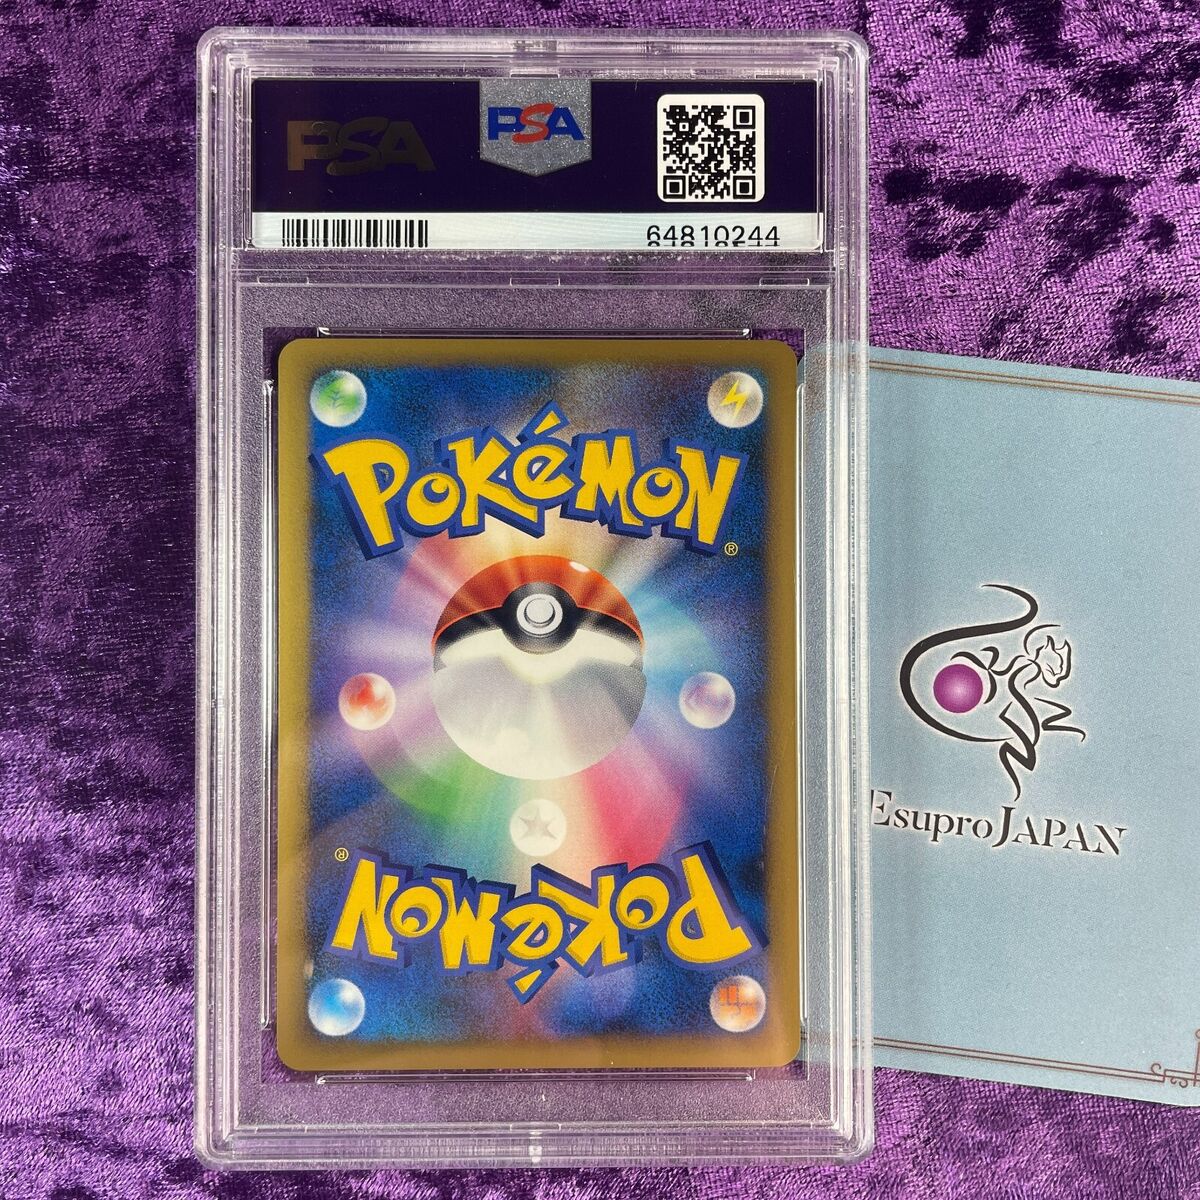 PSA
PSA
64810244
POKéMON
®
®
POKéMON
EsuproJAPAN